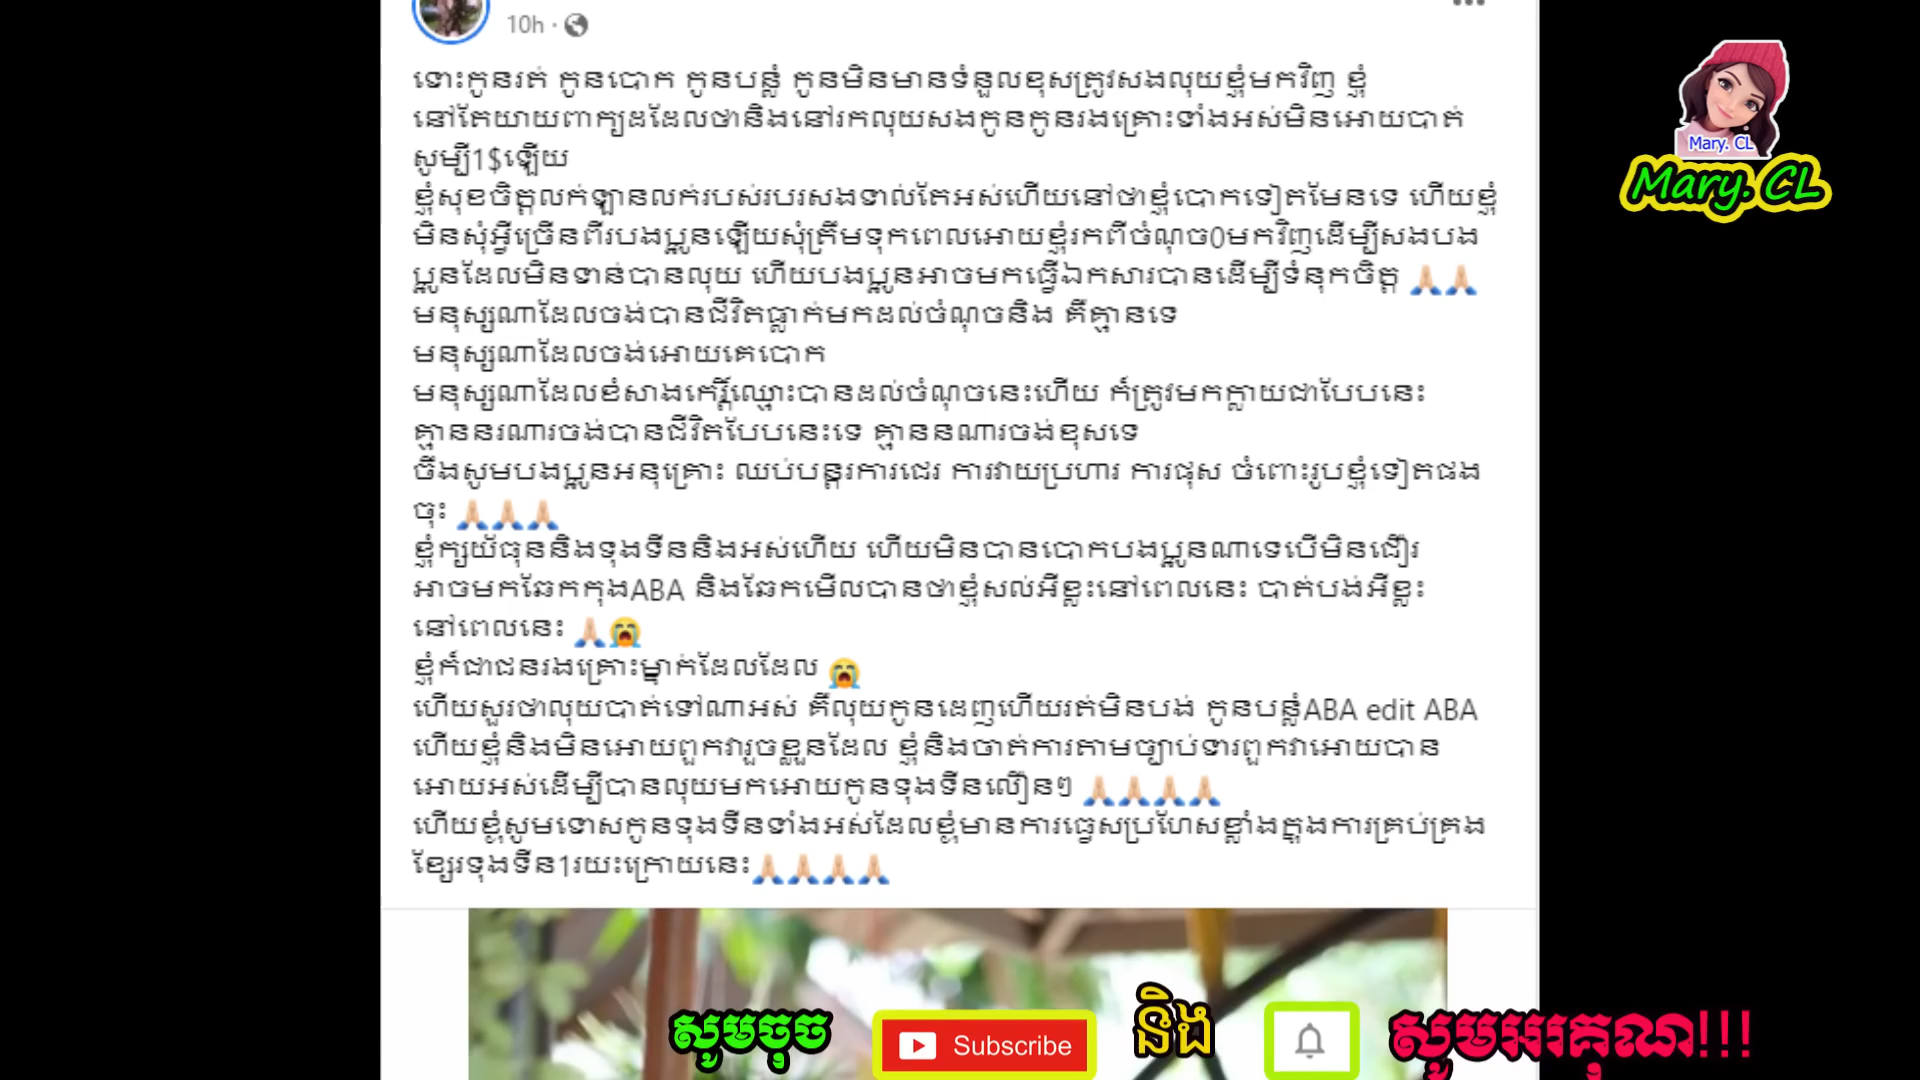 10h ·
ទោះកូនរត់ កូនបោក កូនបន្លំ កូនមិនមានទំនួលខុសត្រូវសងលុយខ្ញុំមកវិញ ខ្ញុំ
នៅតែយាយពាក្យដដែលថានិងនៅរកលុយសងកូនកូនរងគ្រោះទាំងអស់មិនអោយបាត់
សូម្បី1$ឡើយ
ខ្ញុំសុខចិត្តលក់ឡានលក់របស់របរសងទាល់តែអស់ហើយនៅថាខ្ញុំបោកទៀតមែនទេ ហើយខ្ញុំ
មិនសុំអ្វីច្រើនពីរបងប្អូនឡើយសុំត្រឹមទុកពេលអោយខ្ញុំរកពីចំណុច0មកវិញដើម្បីសងបង
ប្អូនដែលមិនទាន់បានលុយ ហើយបងប្អូនអាចមកធ្វើឯកសារបានដើម្បីទំនុកចិត្ត 🙏🏻🙏🏻
មនុស្សណាដែលចង់បានជីវិតធ្លាក់មកដល់ចំណុចនិង គឺគ្មានទេ
មនុស្សណាដែលចង់អោយគេបោក
មនុស្សណាដែលខំសាងកេរ្តិ៍ឈ្មោះបានដល់ចំណុចនេះហើយ ក៍ត្រូវមកក្លាយជាបែបនេះ
គ្មាននរណារចង់បានជីវិតបែបនេះទេ គ្មាននណារចង់ខុសទេ
ចឹងសូមបងប្អូនអនុគ្រោះ ឈប់បន្តរការជេរ ការវាយប្រហារ ការផុស ចំពោះរូបខ្ញុំទៀតផង
ចុះ 🙏🏻🙏🏻🙏🏻
ខ្ញុំក្ស័យធុននិងទុងទីននិងអស់ហើយ ហើយមិនបានបោកបងប្អូនណាទេបើមិនជឿរ
អាចមកឆែកកុងABA និងឆែកមើលបានថាខ្ញុំសល់អីខ្លះនៅពេលនេះ បាត់បង់អីខ្លះ
នៅពេលនេះ 🙏🏻😭
ខ្ញុំក៍ជាជនរងគ្រោះម្នាក់ដែលដែល 😭
ហើយសួរថាលុយបាត់ទៅណាអស់ គឺលុយកូនដេញហើយរត់មិនបង់ កូនបន្លំABA edit ABA
ហើយខ្ញុំនិងមិនអោយពួកវារួចខ្លួនដែល ខ្ញុំនិងចាត់ការតាមច្បាប់ទារពួកវាអោយបាន
អោយអស់ដើម្បីបានលុយមកអោយកូនទុងទីនលឿនៗ 🙏🏻🙏🏻🙏🏻🙏🏻
ហើយខ្ញុំសូមទោសកូនទុងទីនទាំងអស់ដែលខ្ញុំមានការធ្វេសប្រហែសខ្លាំងក្នុងការគ្រប់គ្រង
ខ្សែរទុងទីន1រយះក្រោយនេះ🙏🏻🙏🏻🙏🏻🙏🏻
Mary. CL
Mary. CL
សូមចុច Subscribe និង សូមអរគុណ!!!